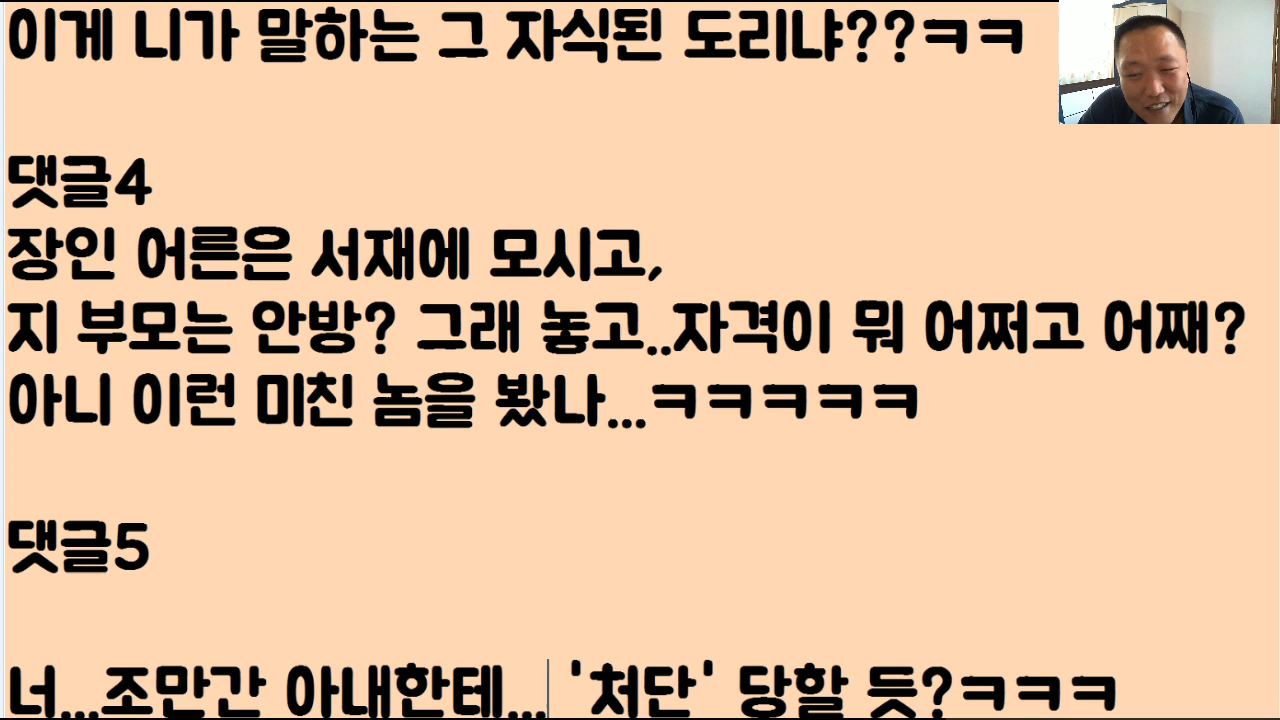 이게 니가 말하는 그 자식된 도리냐??ㅋㅋ
댓글4
장인 어른은 서재에 모시고,
지 부모는 안방? 그래 놓고..자격이 뭐 어쩌고 어째?
아니 이런 미친 놈을 봤나...ㅋㅋㅋㅋㅋ
댓글5
너...조만간 아내한테... '처단' 당할 듯?ㅋㅋㅋ